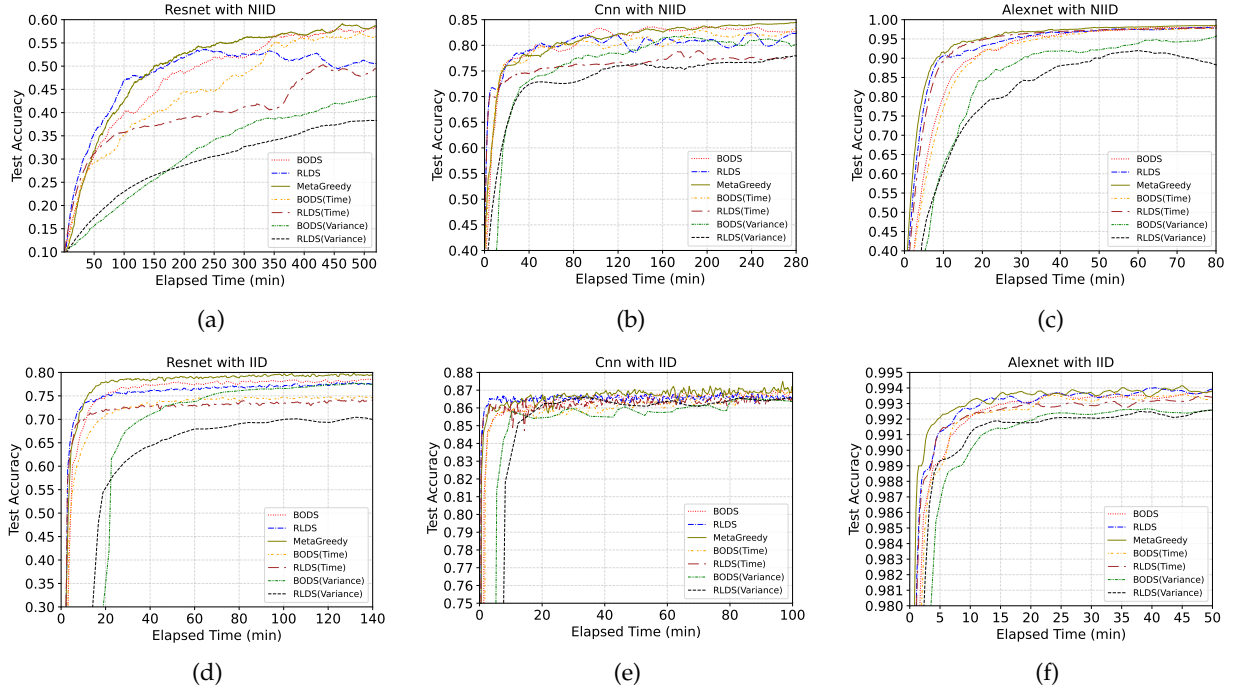 Resnet with NIID
0.60
0.55
0.50
0.45
0.40
0.35
0.30
0.25
0.20
0.15
0.10
Test Accuracy
50 100 150 200 250 300 350 400 450 500
Elapsed Time (min)
BODS
RLDS
MetaGreedy
BODS(Time)
RLDS(Time)
BODS(Variance)
RLDS(Variance)
(a)
Cnn with NIID
0.85
0.80
0.75
0.70
0.65
0.60
0.55
0.50
0.45
0.40
Test Accuracy
0 40 80 120 160 200 240 280
Elapsed Time (min)
BODS
RLDS
MetaGreedy
BODS(Time)
RLDS(Time)
BODS(Variance)
RLDS(Variance)
(b)
Alexnet with NIID
1.00
0.95
0.90
0.85
0.80
0.75
0.70
0.65
0.60
0.55
0.50
0.45
0.40
Test Accuracy
0 10 20 30 40 50 60 70 80
Elapsed Time (min)
BODS
RLDS
MetaGreedy
BODS(Time)
RLDS(Time)
BODS(Variance)
RLDS(Variance)
(c)
Resnet with IID
0.80
0.75
0.70
0.65
0.60
0.55
0.50
0.45
0.40
0.35
0.30
Test Accuracy
0 20 40 60 80 100 120 140
Elapsed Time (min)
BODS
RLDS
MetaGreedy
BODS(Time)
RLDS(Time)
BODS(Variance)
RLDS(Variance)
(d)
Cnn with IID
0.88
0.87
0.86
0.85
0.84
0.83
0.82
0.81
0.80
0.79
0.78
0.77
0.76
0.75
Test Accuracy
0 20 40 60 80 100
Elapsed Time (min)
BODS
RLDS
MetaGreedy
BODS(Time)
RLDS(Time)
BODS(Variance)
RLDS(Variance)
(e)
Alexnet with IID
0.995
0.994
0.993
0.992
0.991
0.990
0.989
0.988
0.986
0.985
0.984
0.983
0.982
0.981
0.980
Test Accuracy
0 5 10 15 20 25 30 35 40 45 50
Elapsed Time (min)
BODS
RLDS
MetaGreedy
BODS(Time)
RLDS(Time)
BODS(Variance)
RLDS(Variance)
(f)